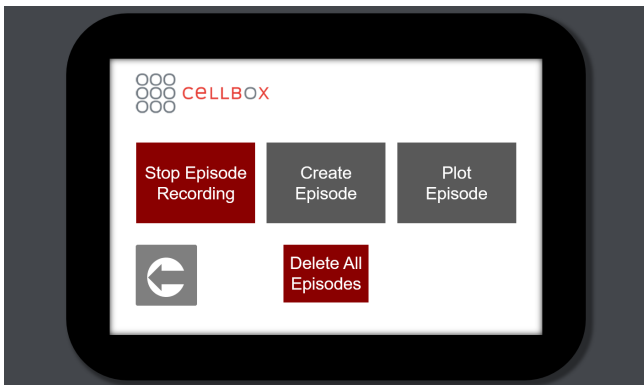 CELLBOX
Stop Episode
Recording
Create
Episode
Plot
Episode
Delete All
Episodes